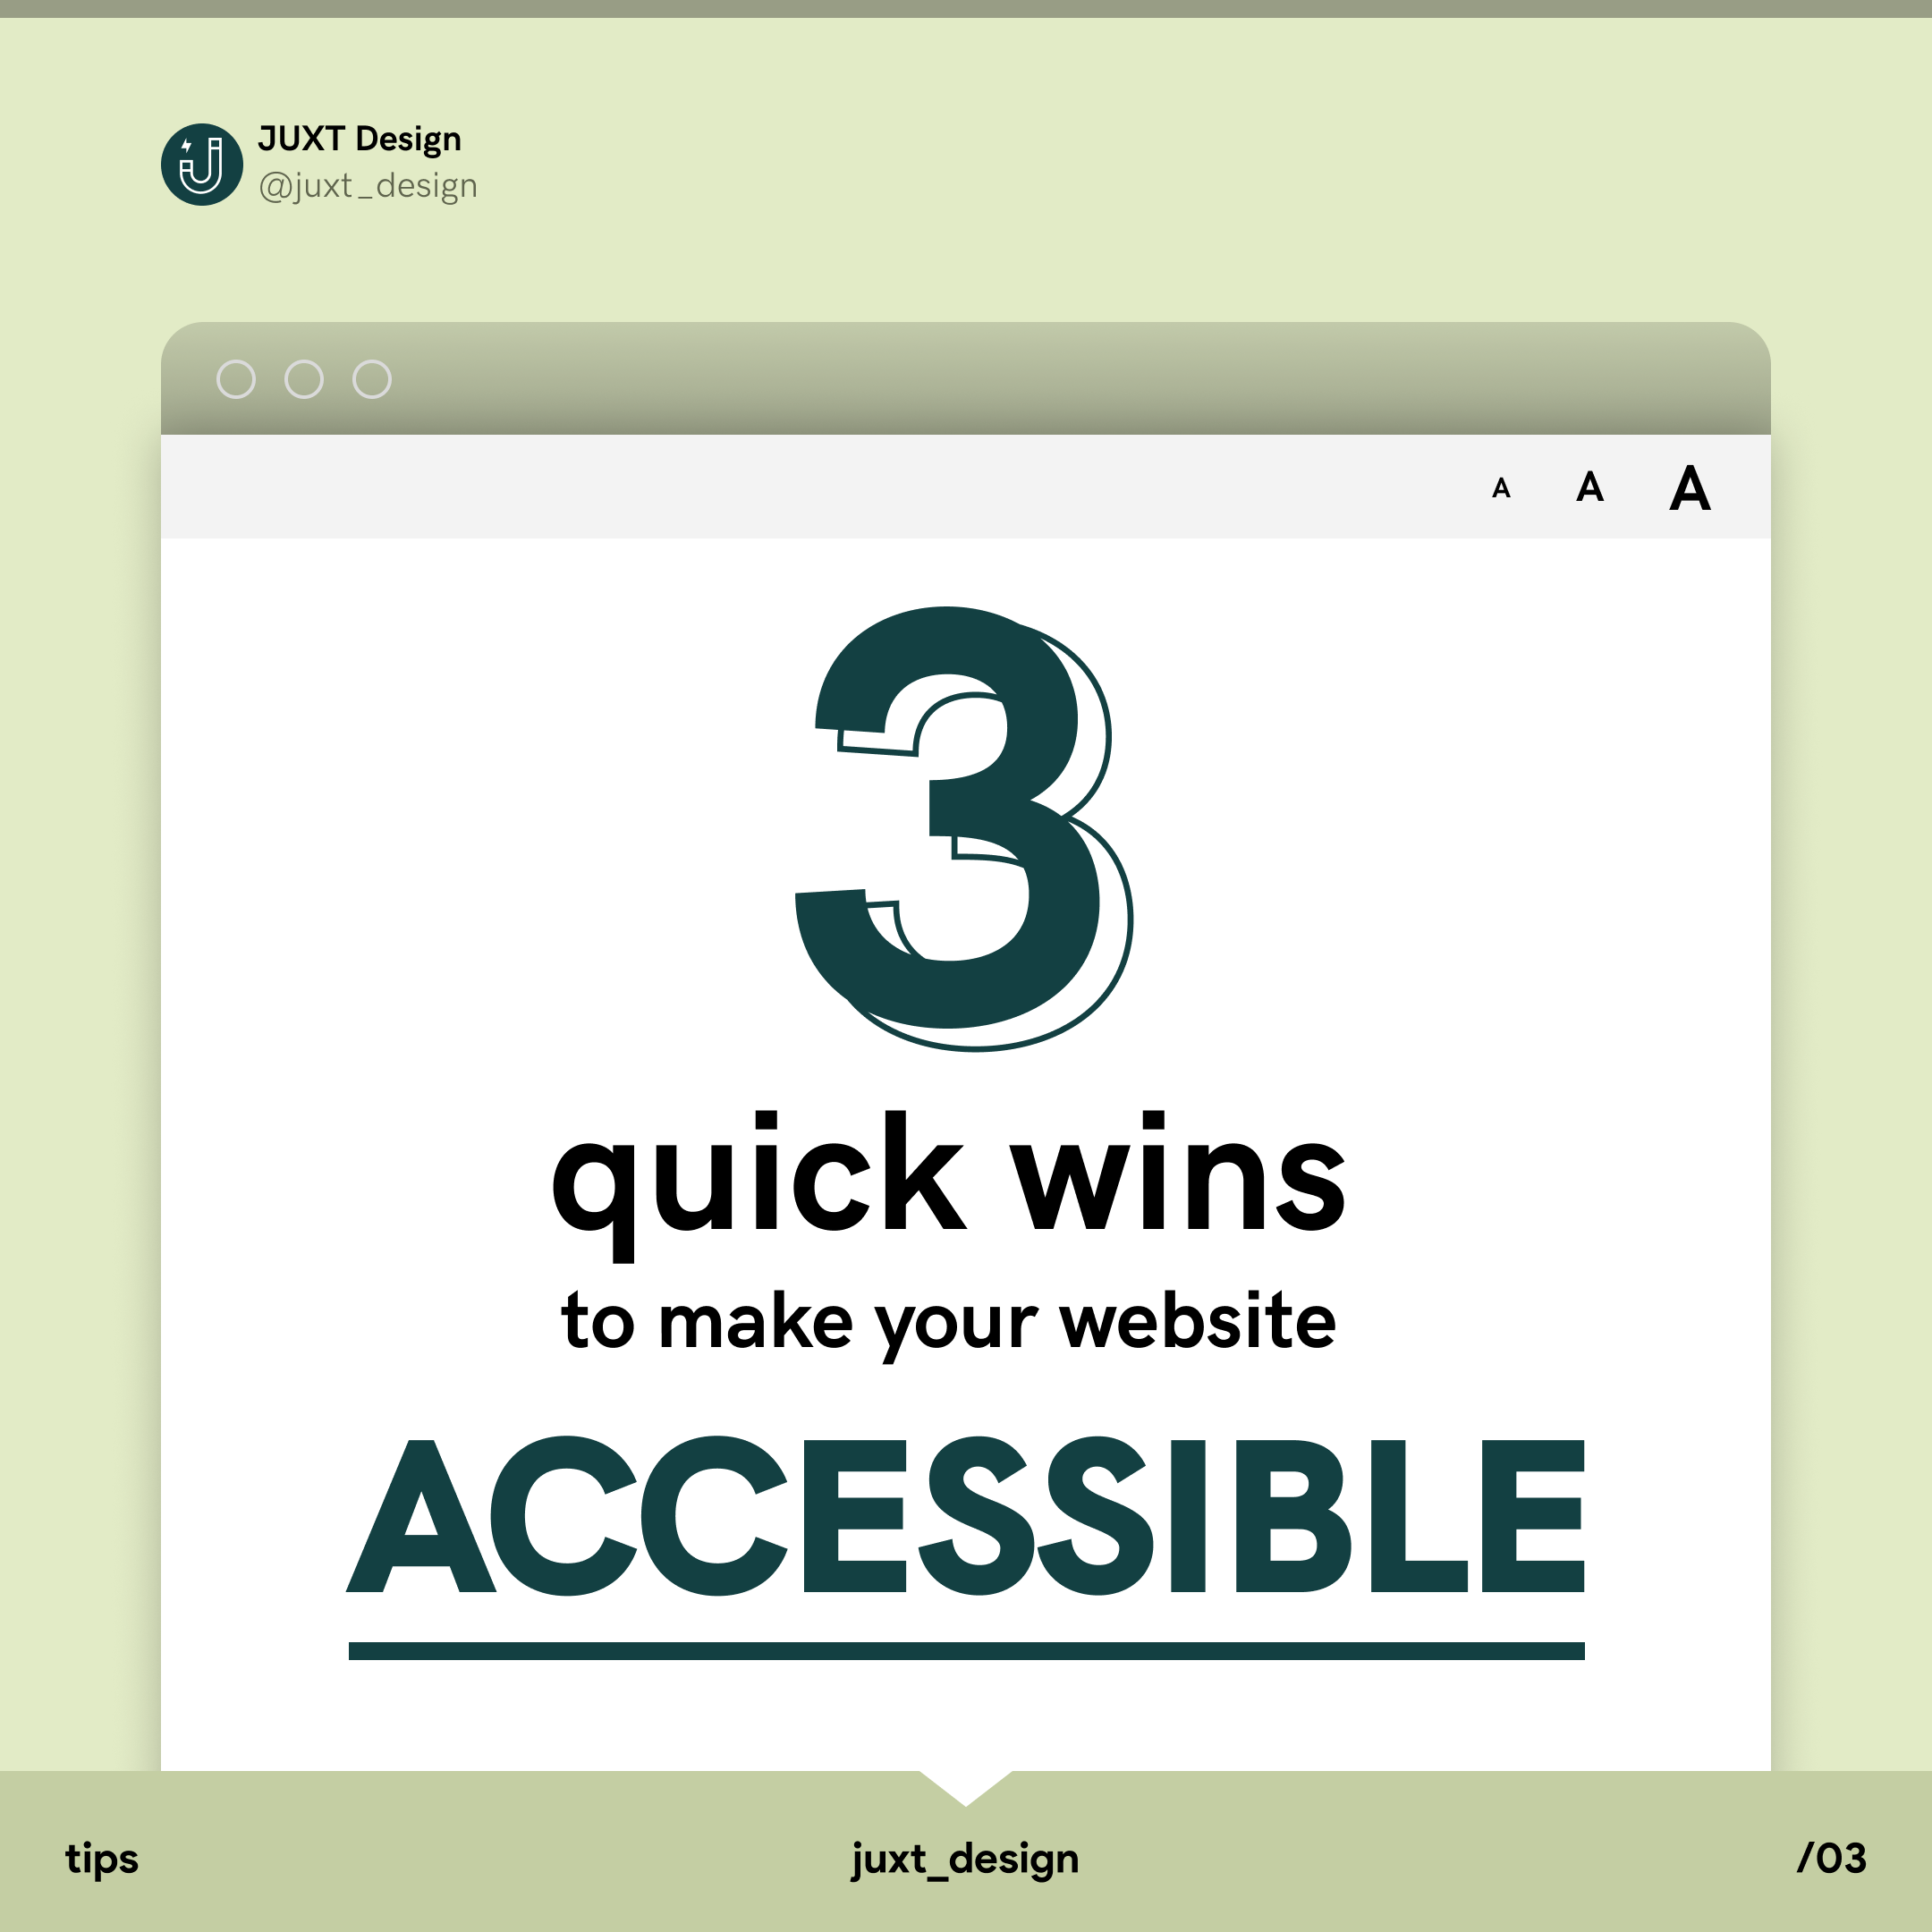 JUXT Design
@juxt_design
A A A
3
quick wins
to make your website
ACCESSIBLE
tips
juxt_design
/03